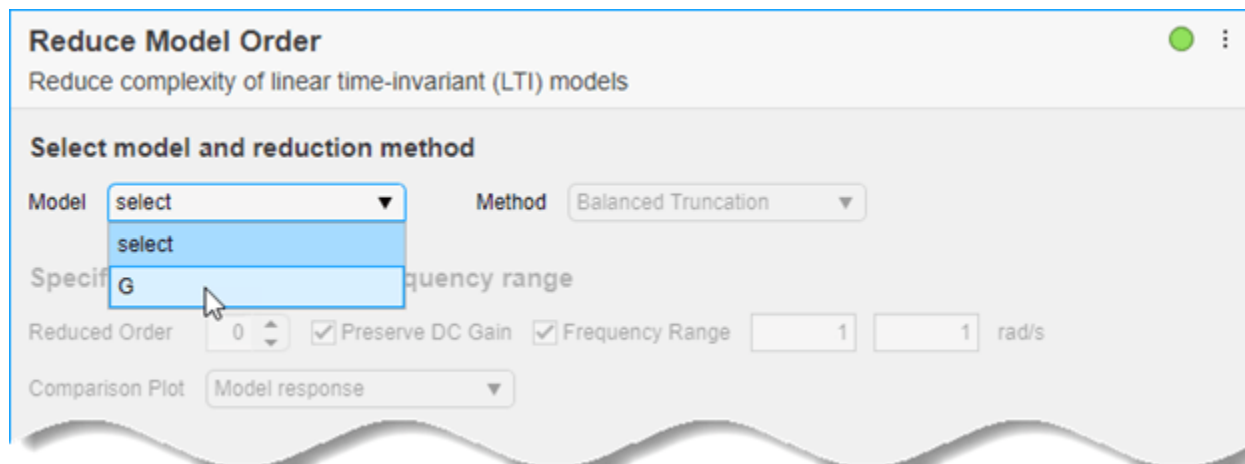 Reduce Model Order
Reduce complexity of linear time-invariant (LTI) models
Select model and reduction method
Model select Method Balanced Truncation
select
G
Specif quency range
Reduced Order 0 Preserve DC Gain Frequency Range 1 1 rad/s
Comparison Plot Model response